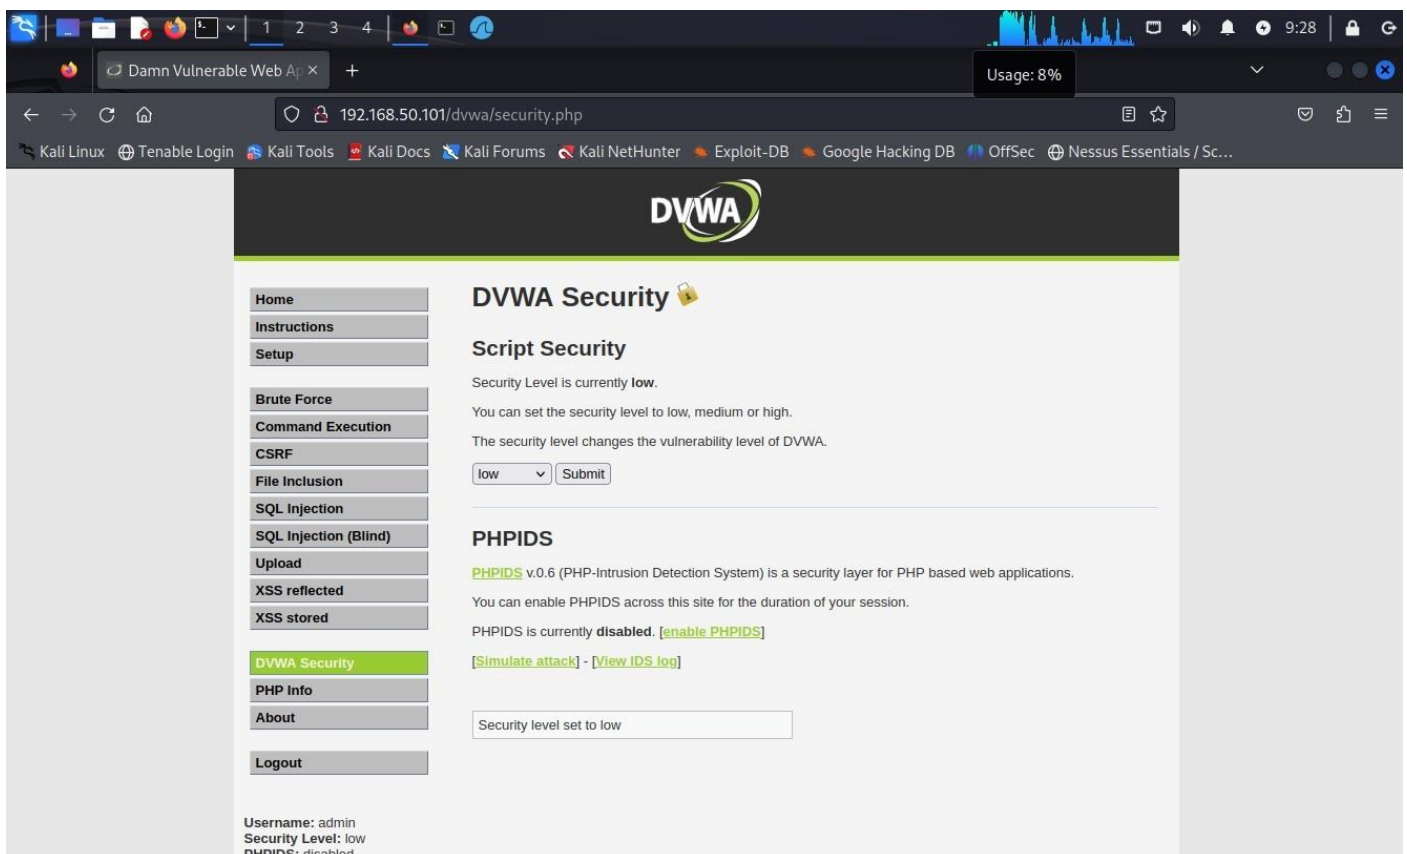 1 2 3 4
9:28
Damn Vulnerable Web Ap
Usage: 8%
192.168.50.101/dvwa/security.php
Kali Linux Tenable Login Kali Tools Kali Docs Kali Forums Kali NetHunter Exploit-DB Google Hacking DB OffSec Nessus Essentials / Sc...
DVWA
Home
Instructions
Setup
Brute Force
Command Execution
CSRF
File Inclusion
SQL Injection
SQL Injection (Blind)
Upload
XSS reflected
XSS stored
DVWA Security
PHP Info
About
Logout
DVWA Security
Script Security
Security Level is currently low.
You can set the security level to low, medium or high.
The security level changes the vulnerability level of DVWA.
low Submit
PHPIDS
PHPIDS v.0.6 (PHP-Intrusion Detection System) is a security layer for PHP based web applications.
You can enable PHPIDS across this site for the duration of your session.
PHPIDS is currently disabled. [enable PHPIDS]
[Simulate attack] - [View IDS log]
Security level set to low
Username: admin
Security Level: low
PHPIDS: disabled